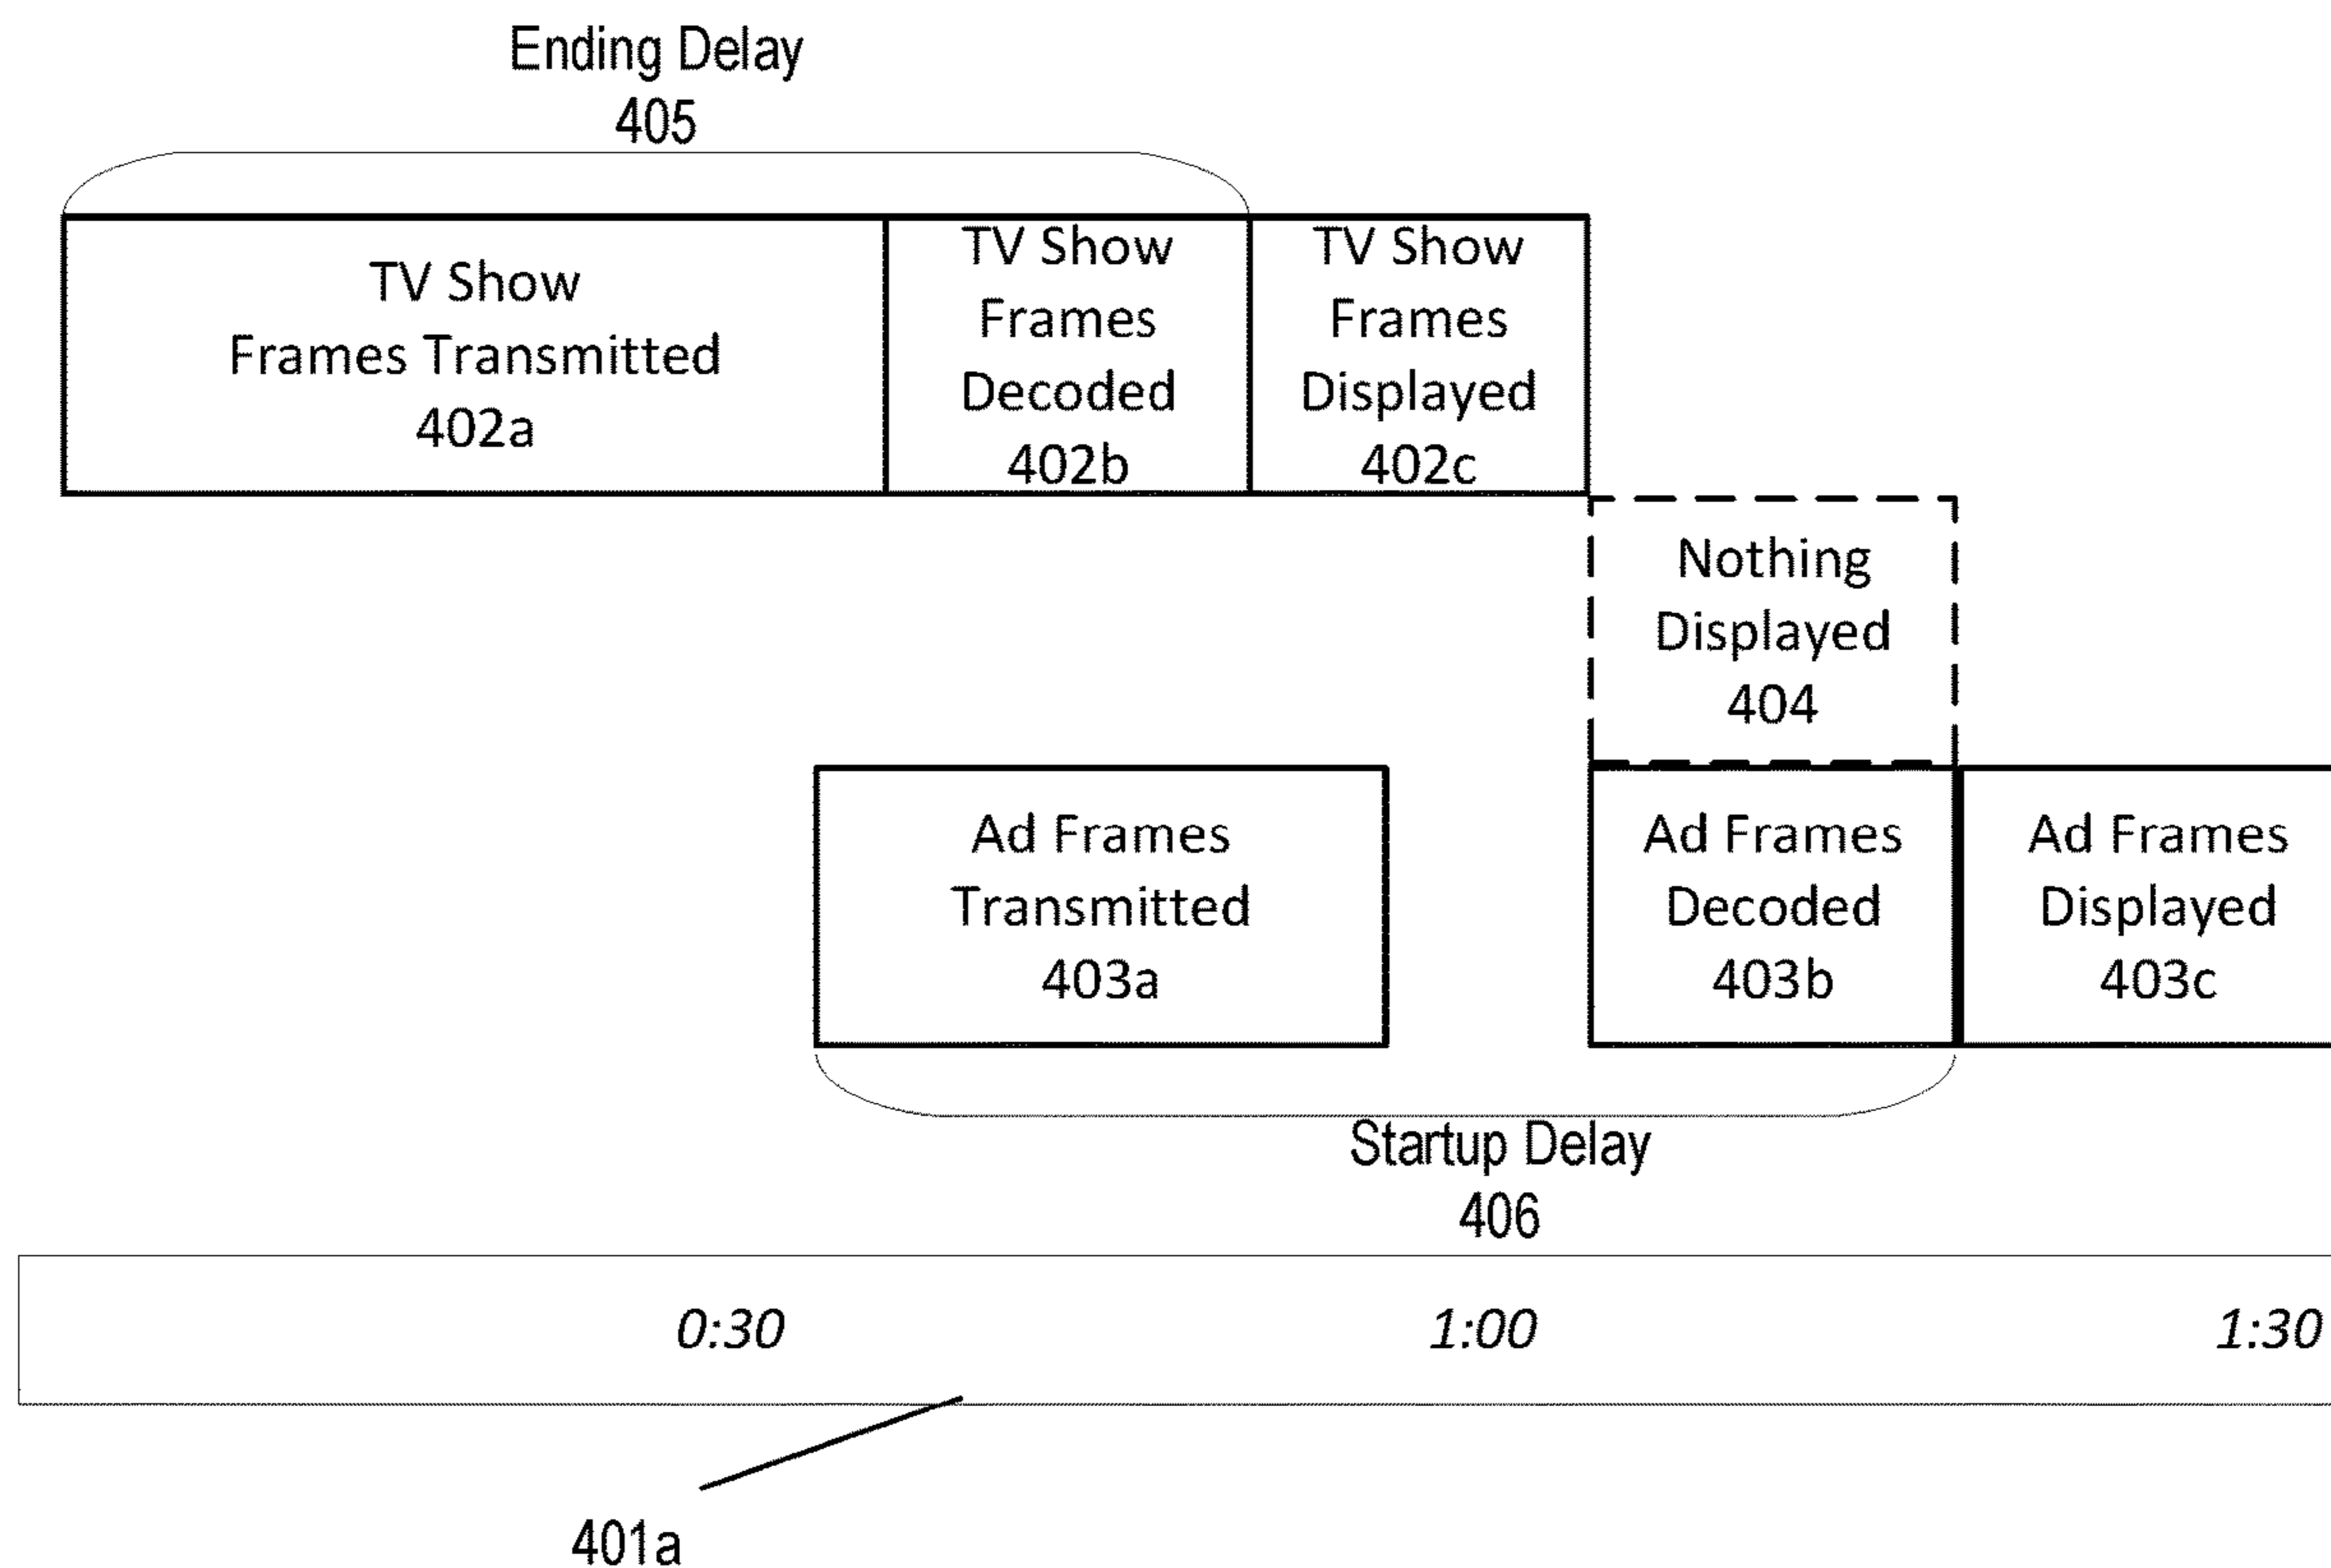 Ending Delay
405
TV Show
Frames Transmitted
402a
TV Show
Frames
Decoded
402b
TV Show
Frames
Displayed
402c
Nothing
Displayed
404
Ad Frames
Transmitted
403a
Ad Frames
Decoded
403b
Ad Frames
Displayed
403c
Startup Delay
406
0:30 1:00 1:30
401a